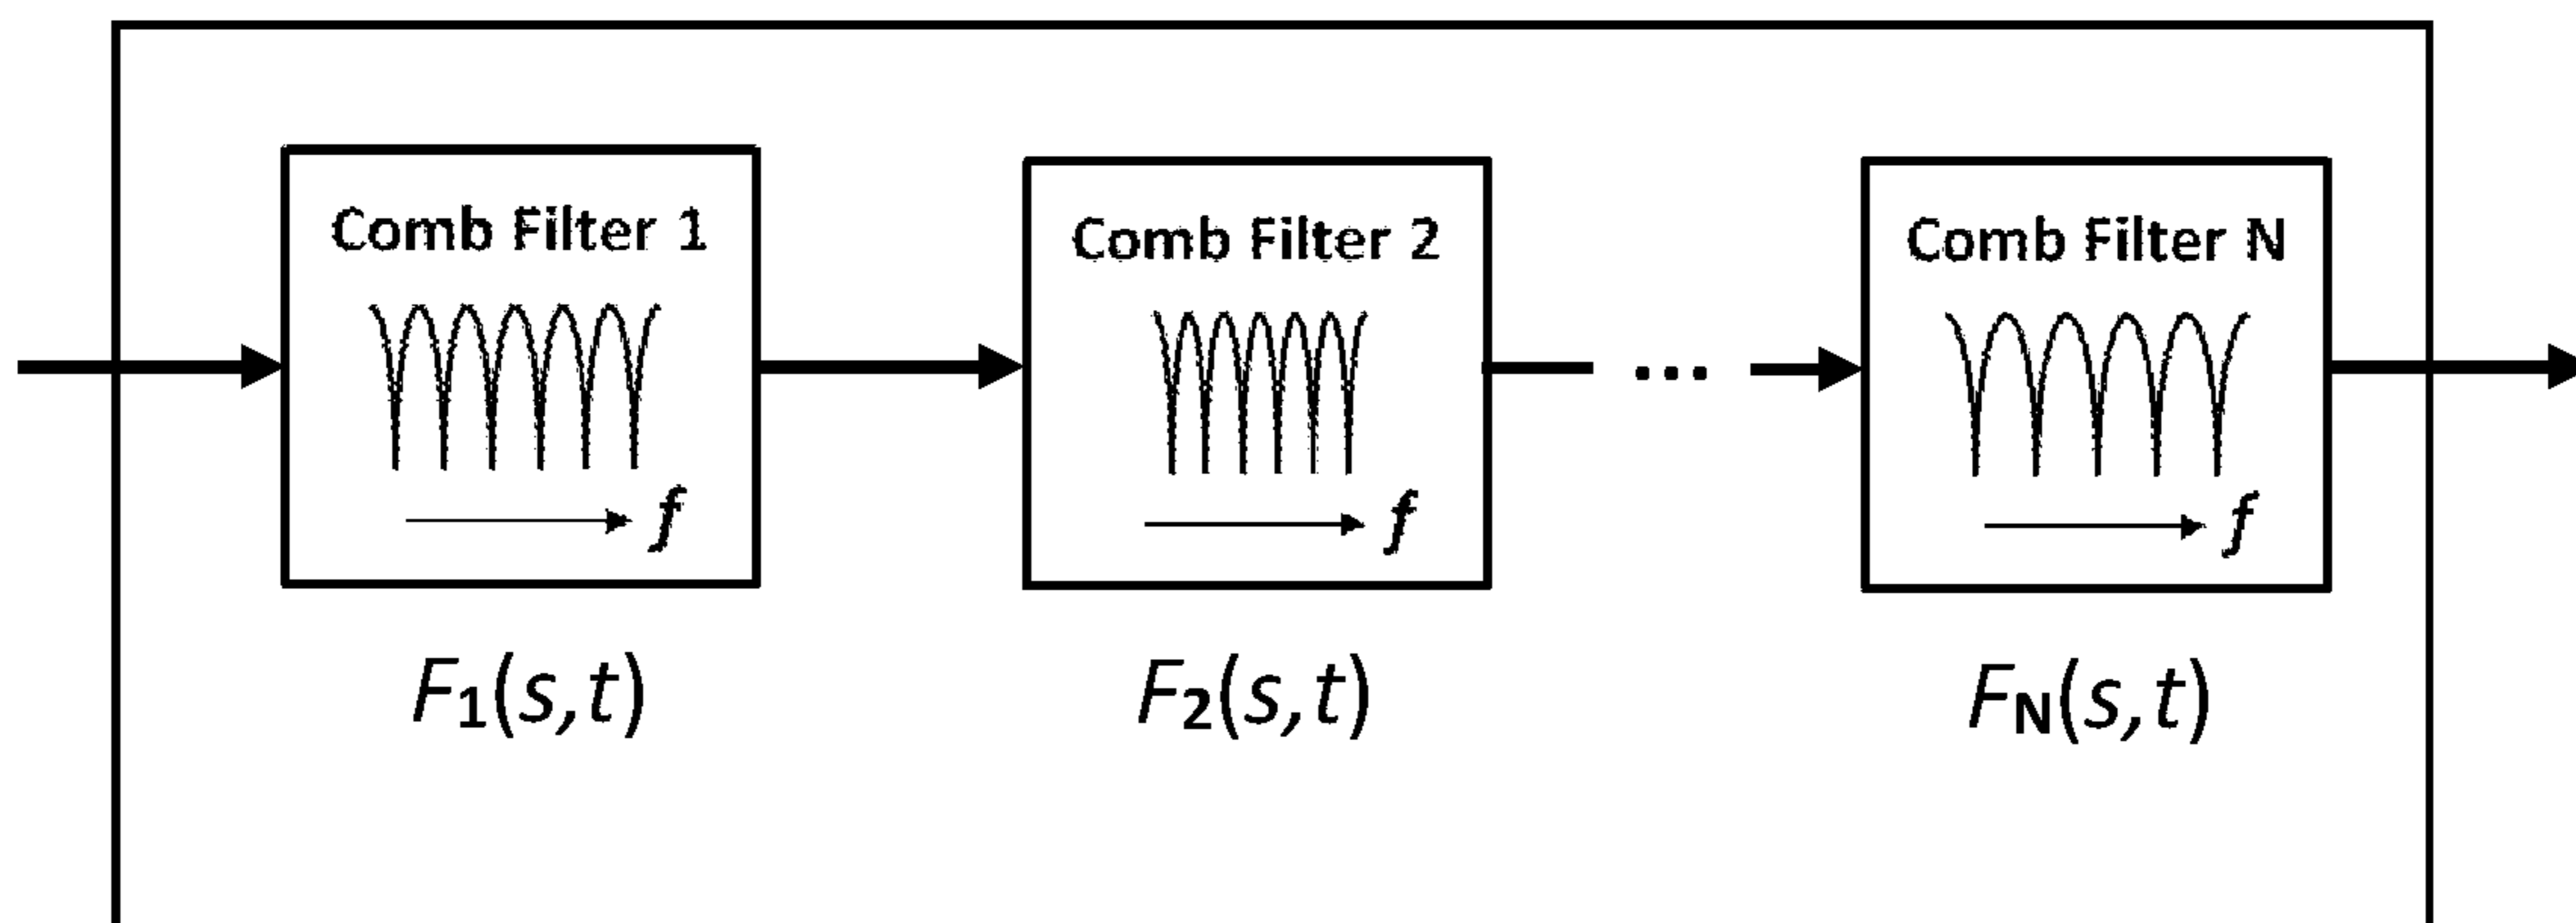 Comb Filter 1
Comb Filter 2
Comb Filter N
f
f
...
f
F1(s,t)
F2(s,t)
FN(s,t)